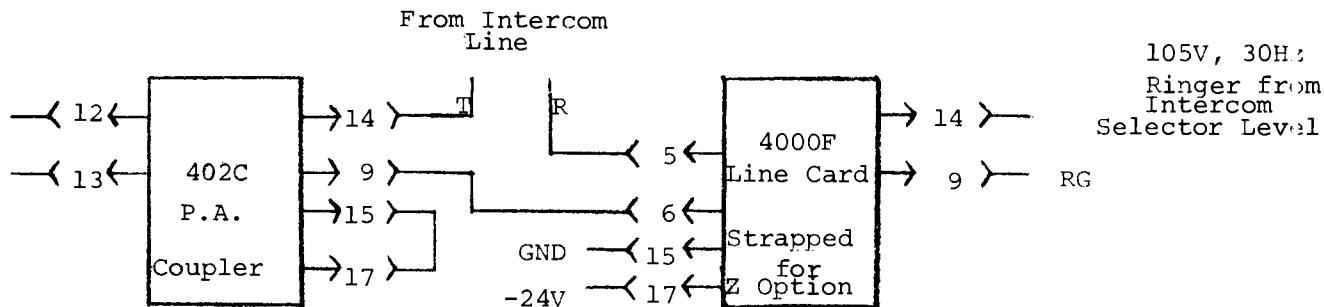 From Intercom
Line
105V, 30Hz
Ringer from
Intercom
Selector Level
12
14
T
R
14
13
402C
9
5
4000F
Line Card
9
RG
P.A.
15
6
Coupler
17
GND
15
Strapped
for
-24V
17
Z Option